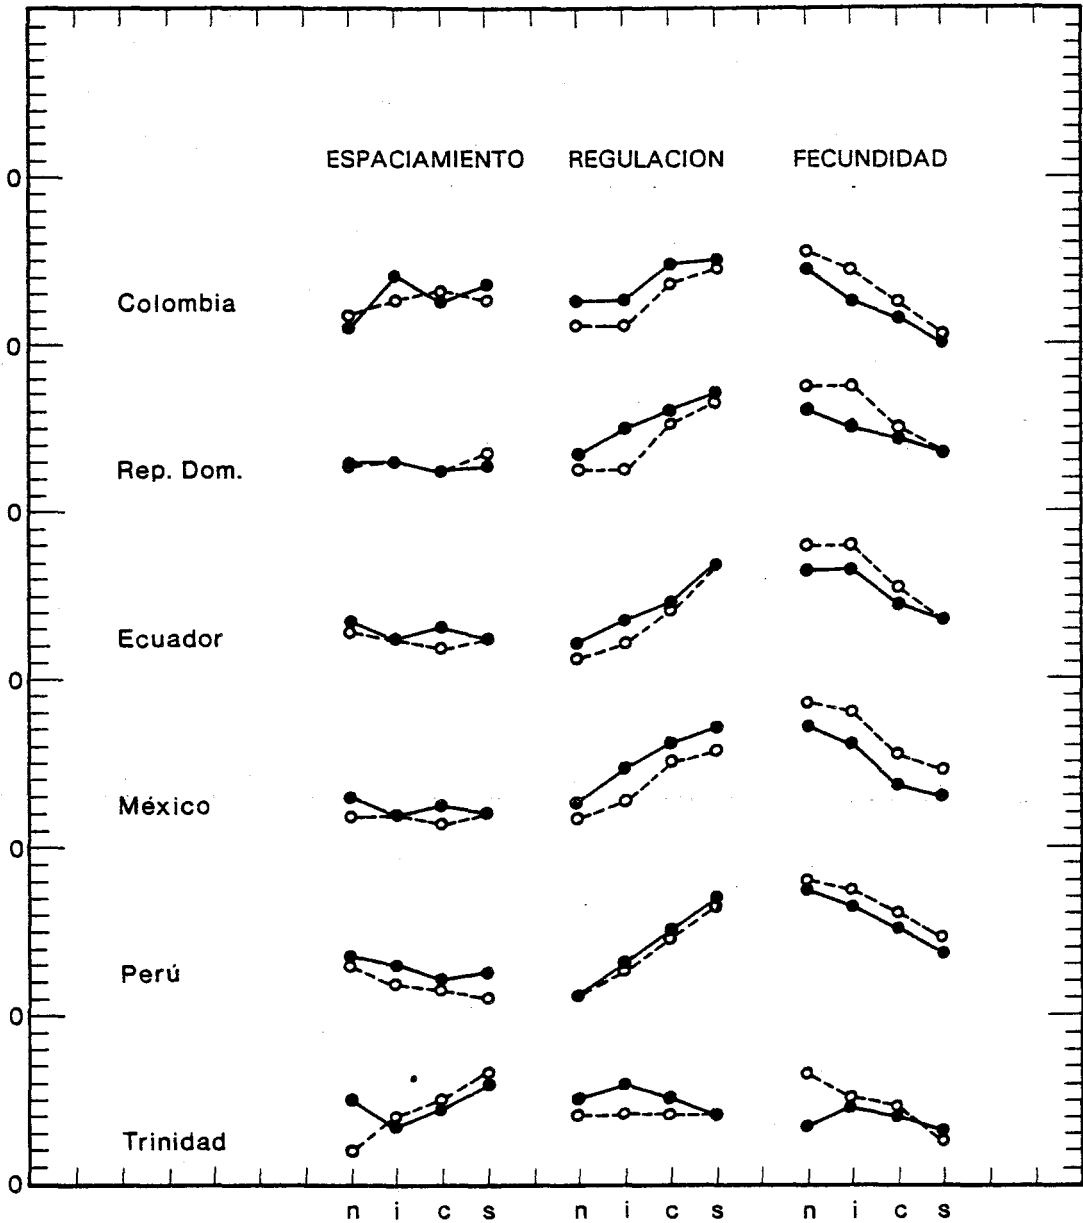 ESPACIAMIENTO REGULACION FECUNDIDAD
0
Colombia
0
Rep. Dom.
0
Ecuador
0
México
0
Perú
0
Trinidad
0
n i c s n i c s n i c s